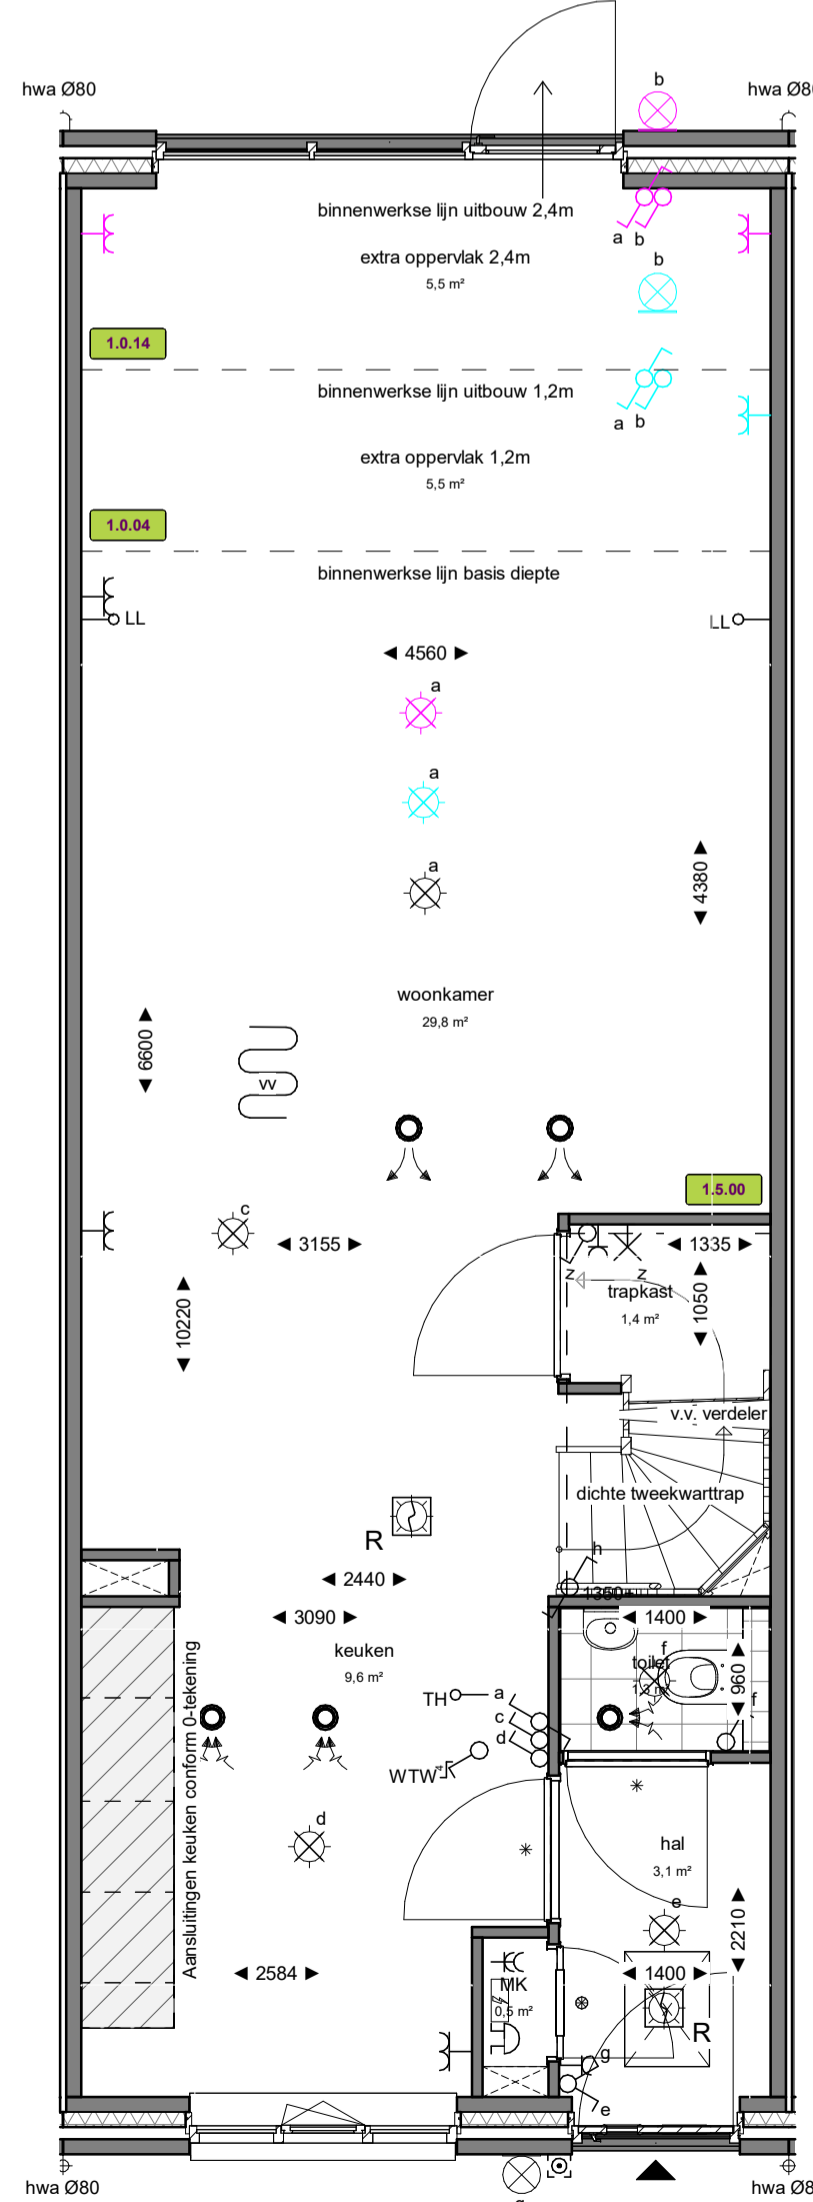 hwa Ø80
hwa Ø80
b
binnenwerkse lijn uitbouw 2,4m
a
b
extra oppervlak 2,4m
5,5 m²
b
1.0.14
binnenwerkse lijn uitbouw 1,2m
a
b
extra oppervlak 1,2m
5,5 m²
1.0.04
binnenwerkse lijn basis diepte
LL
LL
4560
a
a
a
4380
woonkamer
29,8 m²
6600
vv
1.5.00
c
3155
1335
z
z
trapkast
1,4 m²
1050
10220
v.v. verdeler
dichte tweekwarttrap
R
h
2440
1350+
3090
1400
keuken
9,6 m²
f
toilet
1,3 m²
960
f
TH
a
c
d
WTW
Aansluitingen keuken conform 0-tekening
d
hal
3,1 m²
e
2210
2584
1400
MK
0,5 m²
R
g
e
hwa Ø80
hwa Ø8
g